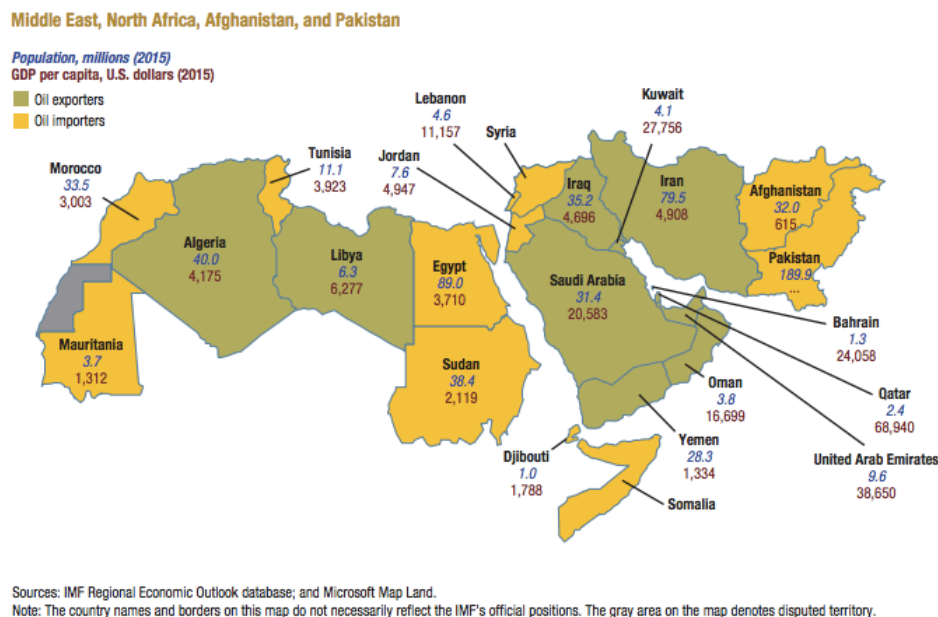 Middle East, North Africa, Afghanistan, and Pakistan
Population, millions (2015)
GDP per capita, U.S. dollars (2015)
Oil exporters
Oil importers
Morocco
33.5
3,003
Tunisia
11.1
3,923
Lebanon
4.6
11,157
Syria
Jordan
7.6
4,947
Kuwait
4.1
27,756
Iraq
35.2
4,696
Iran
79.5
4,908
Afghanistan
32.0
615
Pakistan
189.9
...
Algeria
40.0
4,175
Libya
6.3
6,277
Egypt
89.0
3,710
Saudi Arabia
31.4
20,583
Mauritania
3.7
1,312
Sudan
38.4
2,119
Bahrain
1.3
24,058
Oman
3.8
16,699
Qatar
2.4
68,940
Yemen
28.3
1,334
United Arab Emirates
9.6
38,650
Djibouti
1.0
1,788
Somalia
Sources: IMF Regional Economic Outlook database; and Microsoft Map Land.
Note: The country names and borders on this map do not necessarily reflect the IMF's official positions. The gray area on the map denotes disputed territory.